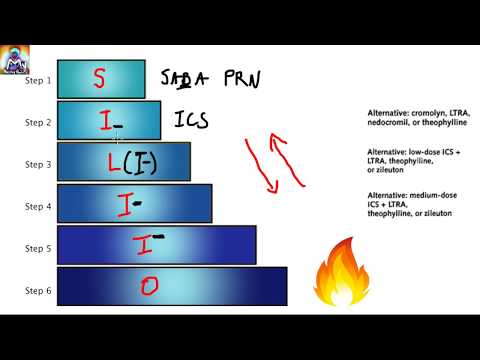 Step 1 S SABA PRN
Step 2 I- ICS
Alternative: cromolyn, LTRA,
nedocromil, or theophylline
Step 3 L(I-)
Alternative: low-dose ICS +
LTRA, theophylline,
or zileuton
Step 4 I-
Alternative: medium-dose
ICS + LTRA,
theophylline, or zileuton
Step 5 I-
Step 6 O